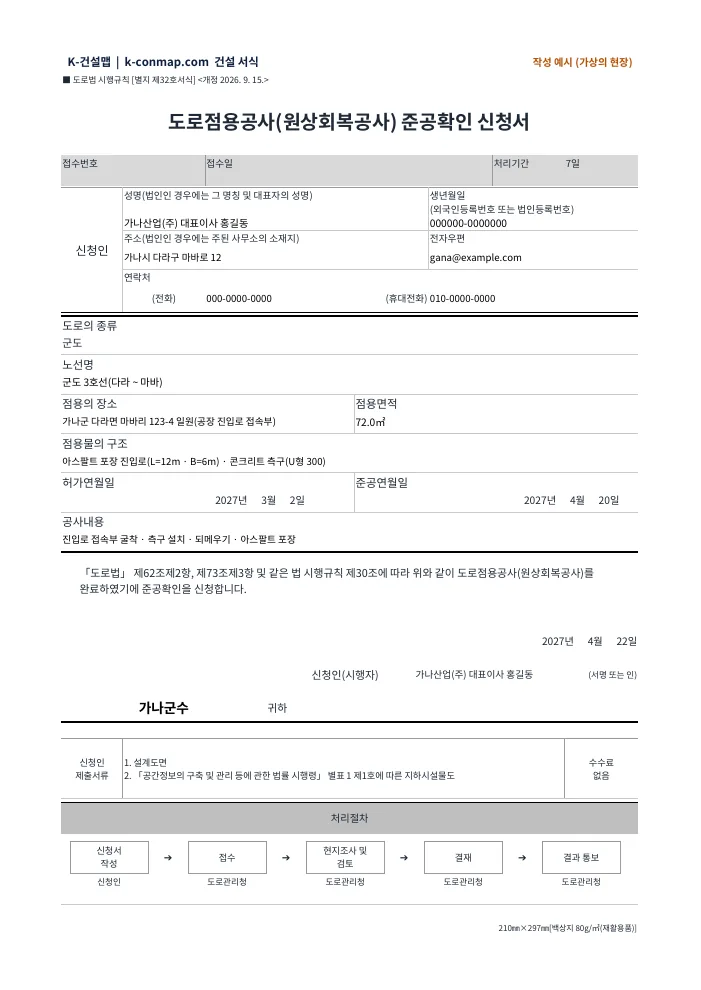 K-건설맵 | k-conmap.com 건설 서식
작성 예시 (가상의 현장)
■ 도로법 시행규칙 [별지 제32호서식] <개정 2026. 9. 15.>
도로점용공사(원상회복공사) 준공확인 신청서
접수번호 접수일 처리기간 7일
신청인
성명(법인인 경우에는 그 명칭 및 대표자의 성명)
가나산업(주) 대표이사 홍길동
생년월일
(외국인등록번호 또는 법인등록번호)
000000-0000000
주소(법인인 경우에는 주된 사무소의 소재지)
가나시 다라구 마바로 12
전자우편
gana@example.com
연락처
(전화) 000-0000-0000 (휴대전화) 010-0000-0000
도로의 종류
군도
노선명
군도 3호선(다라 ~ 마바)
점용의 장소
가나군 다라면 마바리 123-4 일원(공장 진입로 접속부)
점용면적
72.0㎡
점용물의 구조
아스팔트 포장 진입로(L=12m · B=6m) · 콘크리트 측구(U형 300)
허가연월일
2027년 3월 2일
준공연월일
2027년 4월 20일
공사내용
진입로 접속부 굴착 · 측구 설치 · 되메우기 · 아스팔트 포장
「도로법」 제62조제2항, 제73조제3항 및 같은 법 시행규칙 제30조에 따라 위와 같이 도로점용공사(원상회복공사)를
완료하였기에 준공확인을 신청합니다.
2027년 4월 22일
신청인(시행자) 가나산업(주) 대표이사 홍길동 (서명 또는 인)
가나군수 귀하
신청인
제출서류
1. 설계도면
2. 「공간정보의 구축 및 관리 등에 관한 법률 시행령」 별표 1 제1호에 따른 지하시설물도
수수료
없음
처리절차
신청서
작성
➔ 접수 ➔ 현지조사 및
검토
➔ 결재 ➔ 결과 통보
신청인 도로관리청 도로관리청 도로관리청 도로관리청
210㎜×297㎜[백상지 80g/㎡(재활용품)]